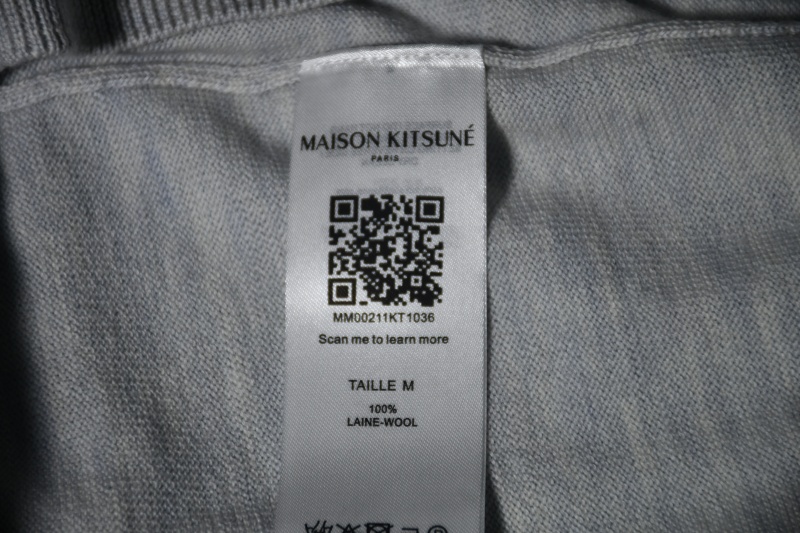 MAISON KITSUNÉ
PARIS
MM00211KT1036
Scan me to learn more
TAILLE M
100%
LAINE-WOOL